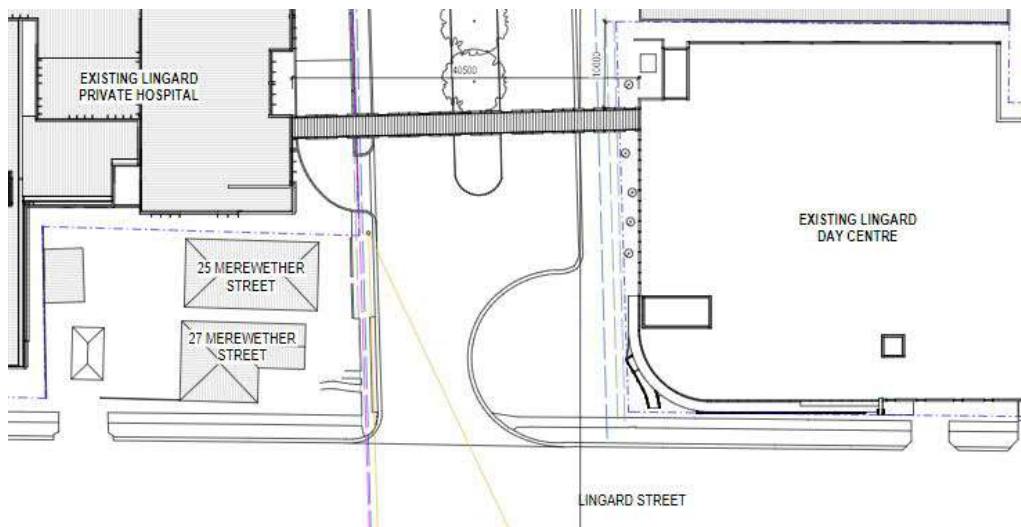 EXISTING LINGARD
PRIVATE HOSPITAL
40500
10000
25 MEREWETHER
STREET
27 MEREWETHER
STREET
EXISTING LINGARD
DAY CENTRE
LINGARD STREET